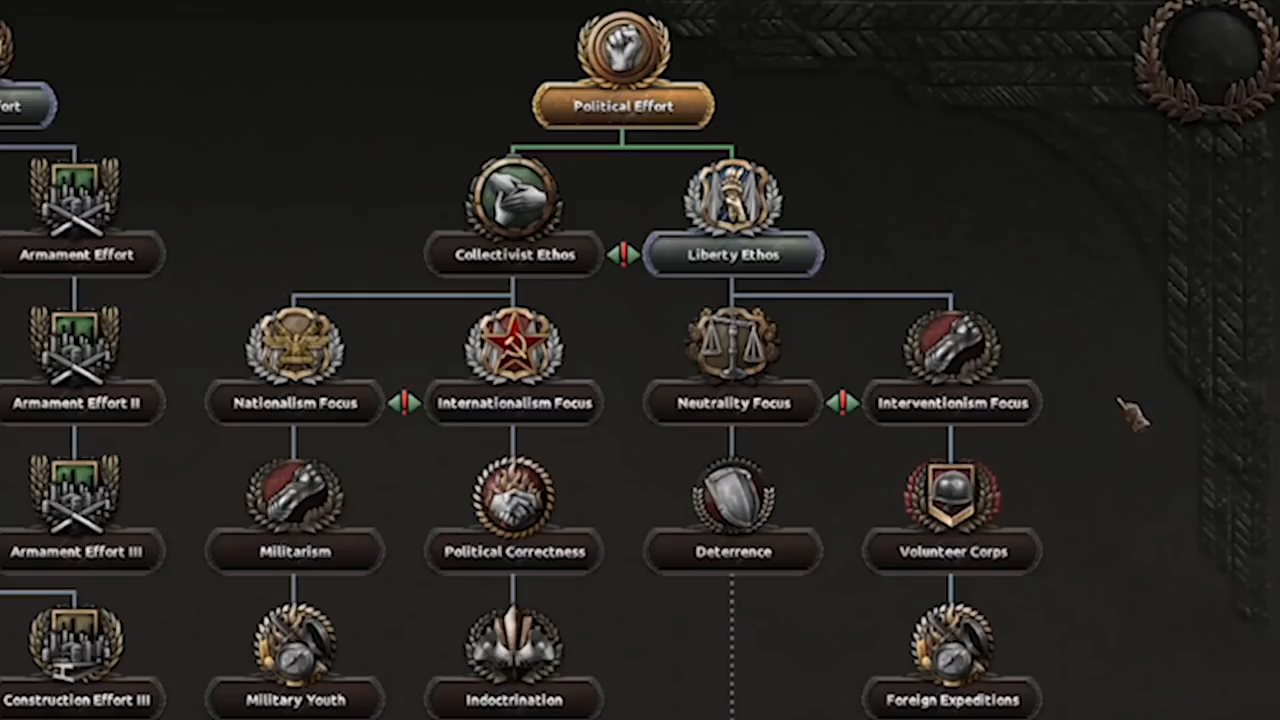 Political Effort
ort
Armament Effort
Collectivist Ethos
Liberty Ethos
Armament Effort II
Nationalism Focus
Internationalism Focus
Neutrality Focus
Interventionism Focus
Armament Effort III
Militarism
Political Correctness
Deterrence
Volunteer Corps
Construction Effort III
Military Youth
Indoctrination
Foreign Expeditions